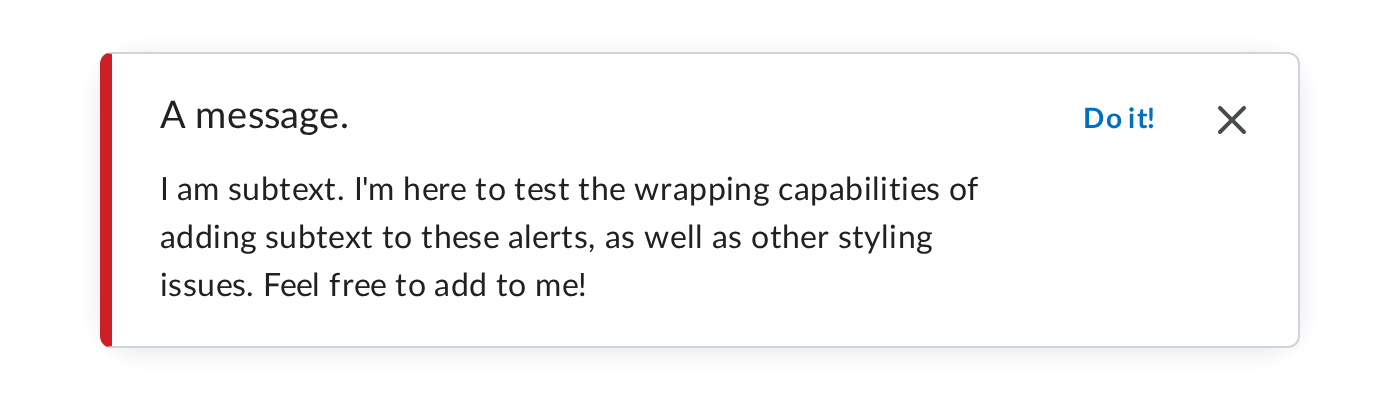 A message.
Do it!
I am subtext. I'm here to test the wrapping capabilities of
adding subtext to these alerts, as well as other styling
issues. Feel free to add to me!